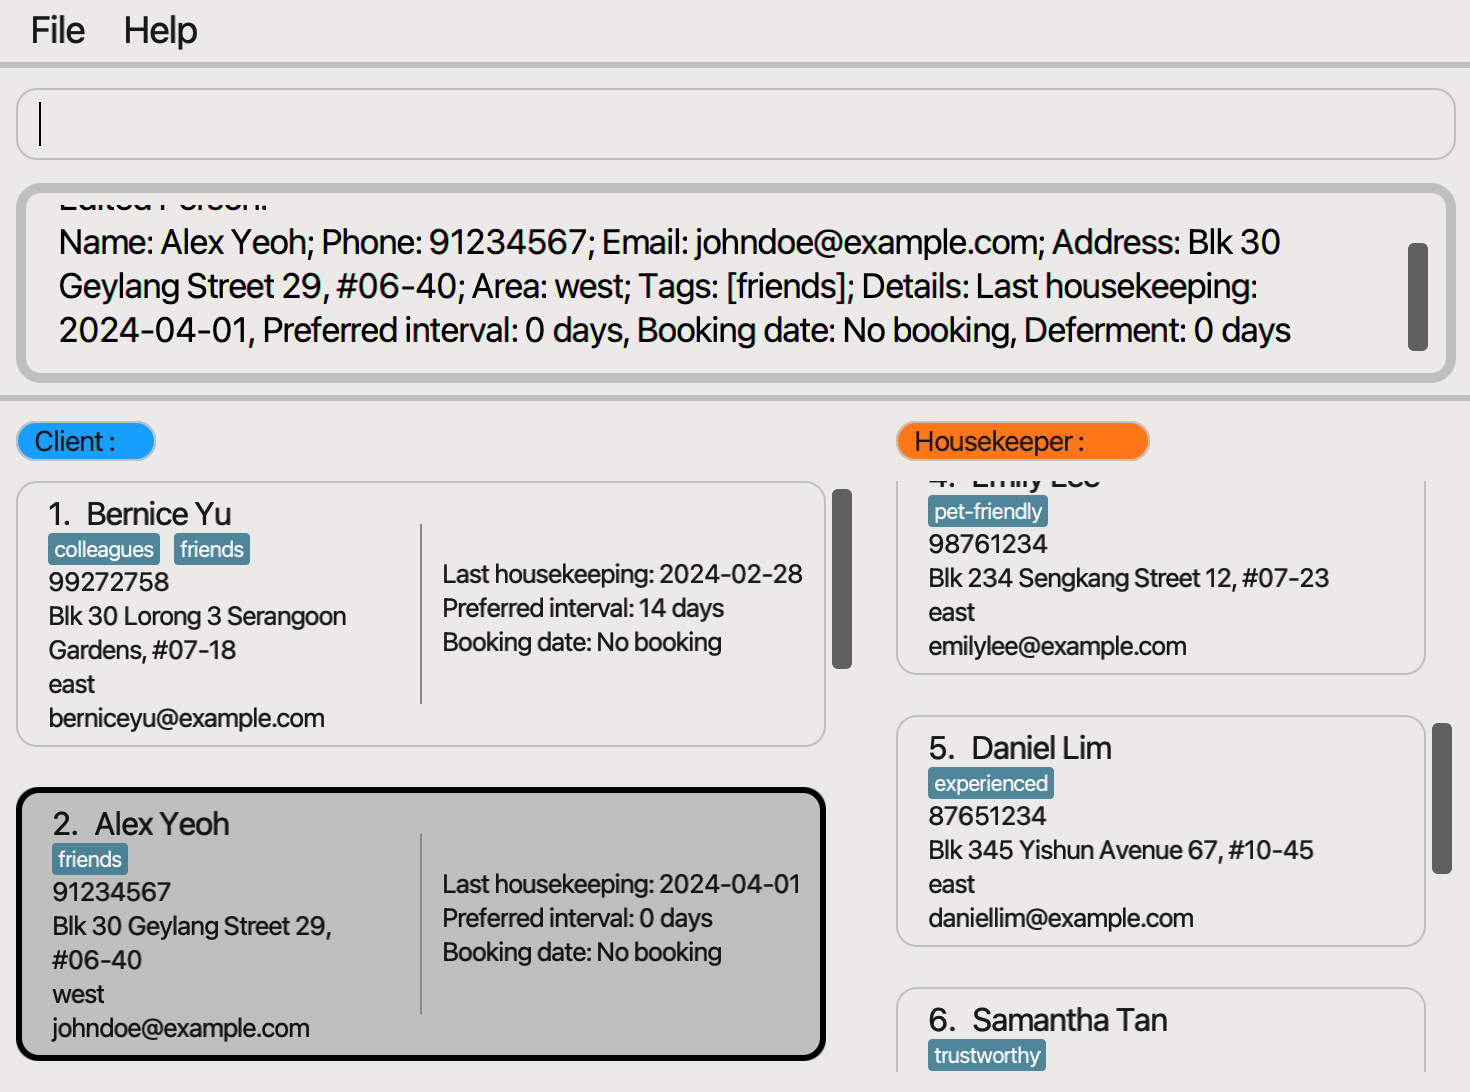 File Help
Edited Person:
Name: Alex Yeoh; Phone: 91234567; Email: johndoe@example.com; Address: Blk 30
Geylang Street 29, #06-40; Area: west; Tags: [friends]; Details: Last housekeeping:
2024-04-01, Preferred interval: 0 days, Booking date: No booking, Deferment: 0 days
Client :
1. Bernice Yu
colleagues friends
99272758
Blk 30 Lorong 3 Serangoon
Gardens, #07-18
east
berniceyu@example.com
Last housekeeping: 2024-02-28
Preferred interval: 14 days
Booking date: No booking
2. Alex Yeoh
friends
91234567
Blk 30 Geylang Street 29,
#06-40
west
johndoe@example.com
Last housekeeping: 2024-04-01
Preferred interval: 0 days
Booking date: No booking
Housekeeper :
4. Emily Lee
pet-friendly
98761234
Blk 234 Sengkang Street 12, #07-23
east
emilylee@example.com
5. Daniel Lim
experienced
87651234
Blk 345 Yishun Avenue 67, #10-45
east
daniellim@example.com
6. Samantha Tan
trustworthy